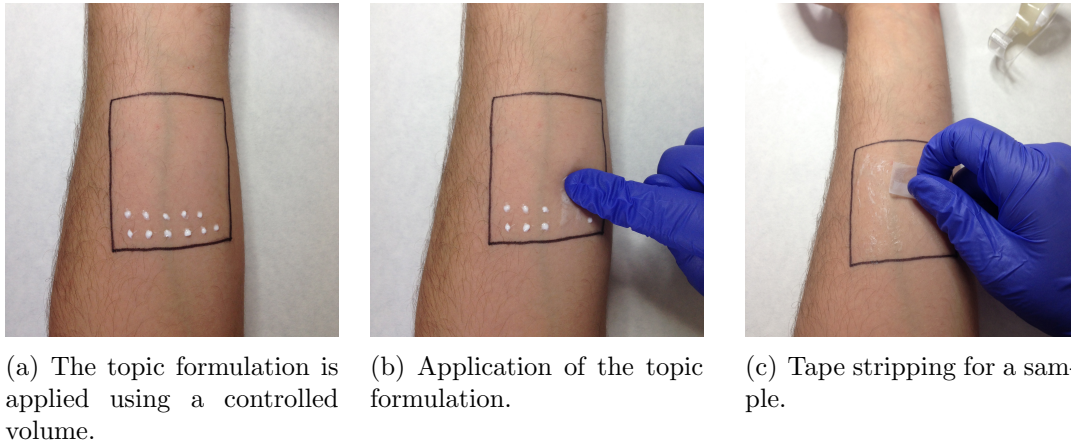 (a) The topic formulation is
applied using a controlled
volume.
(b) Application of the topic
formulation.
(c) Tape stripping for a sam-
ple.